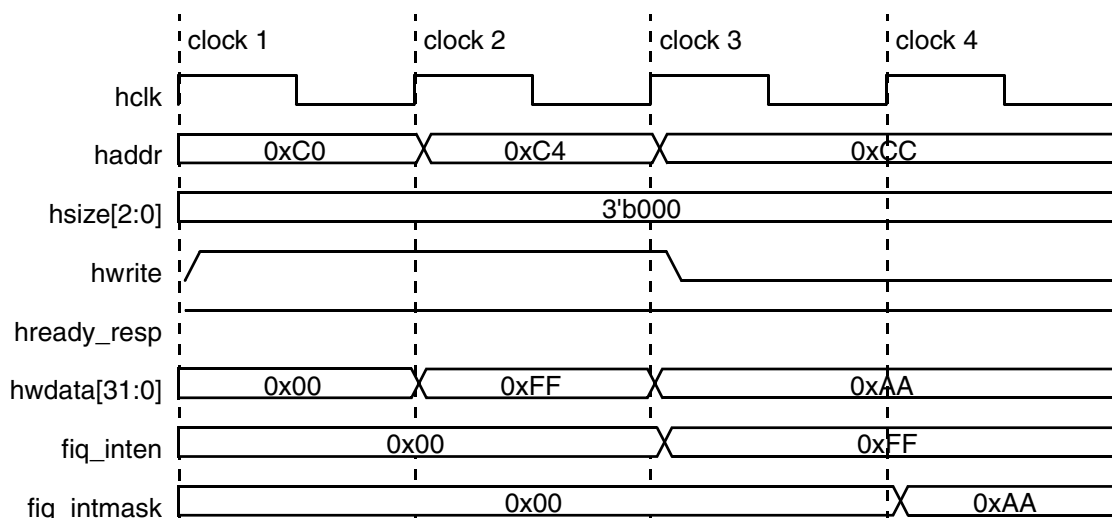 clock 1 clock 2 clock 3 clock 4
hclk
haddr 0xC0 0xC4 0xCC
hsize[2:0] 3'b000
hwrite
hready_resp
hwdata[31:0] 0x00 0xFF 0xAA
fiq_inten 0x00 0xFF
fiq_intmask 0x00 0xAA